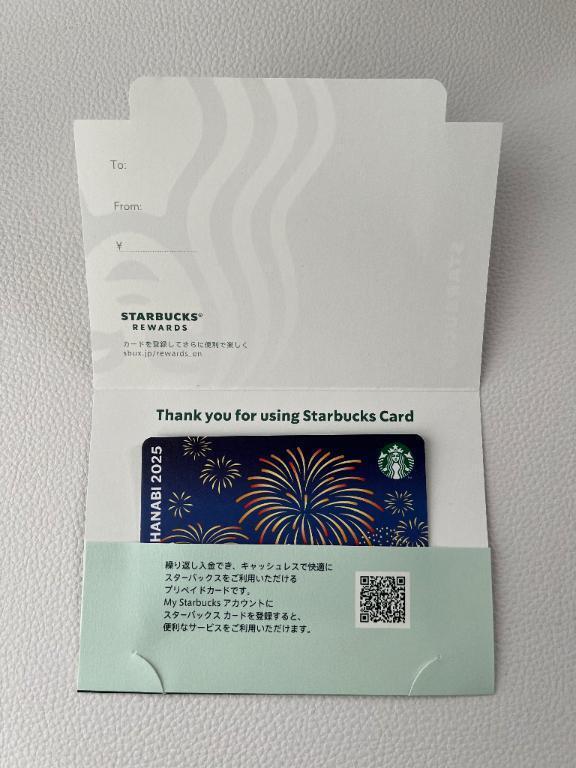 To:
From:
¥
STARBUCKS®
REWARDS
カードを登録してさらに便利で楽しく
sbux.jp/rewards_en
Thank you for using Starbucks Card
HANABI 2025
繰り返し入金でき、キャッシュレスで快適に
スターバックスをご利用いただける
プリペイドカードです。
My Starbucks アカウントに
スターバックス カードを登録すると、
便利なサービスをご利用いただけます。